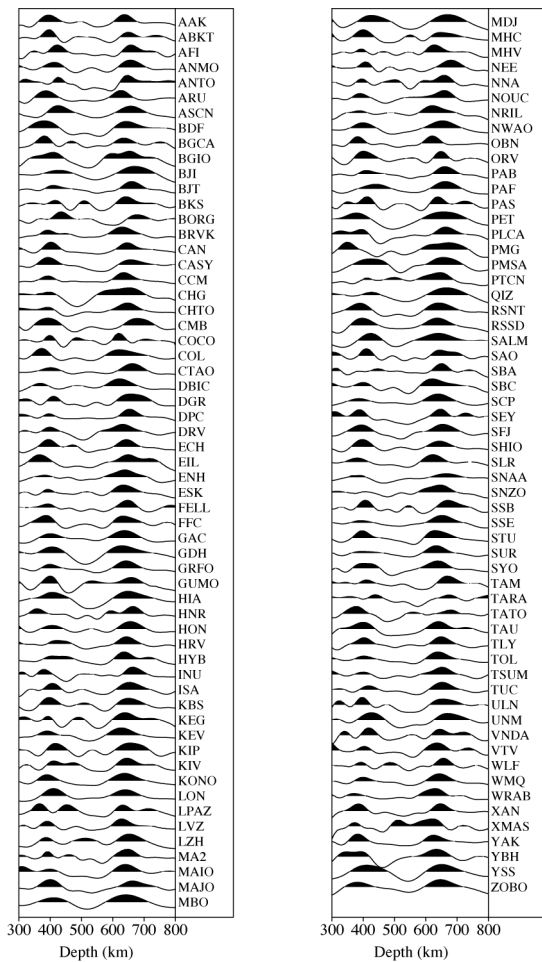 AAK
ABKT
AFI
ANMO
ANTO
ARU
ASCN
BDF
BGCA
BGIO
BJI
BJT
BKS
BORG
BRVK
CAN
CASY
CCM
CHG
CHTO
CMB
COCO
COL
CTAO
DBIC
DGR
DPC
DRV
ECH
EIL
ENH
ESK
FELL
FFC
GAC
GDH
GRFO
GUMO
HIA
HNR
HON
HRV
HYB
INU
ISA
KBS
KEG
KEV
KIP
KIV
KONO
LON
LPAZ
LVZ
LZH
MA2
MAIO
MAJO
MBO
300 400 500 600 700 800
Depth (km)
MDJ
MHC
MHV
NEE
NNA
NOUC
NRIL
NWAO
OBN
ORV
PAB
PAF
PAS
PET
PLCA
PMG
PMSA
PTCN
QIZ
RSNT
RSSD
SALM
SAO
SBA
SBC
SCP
SEY
SFJ
SHIO
SLR
SNAA
SNZO
SSB
SSE
STU
SUR
SYO
TAM
TARA
TATO
TAU
TLY
TOL
TSUM
TUC
ULN
UNM
VNDA
VTV
WLF
WMQ
WRAB
XAN
XMAS
YAK
YBH
YSS
ZOBO
300 400 500 600 700 800
Depth (km)